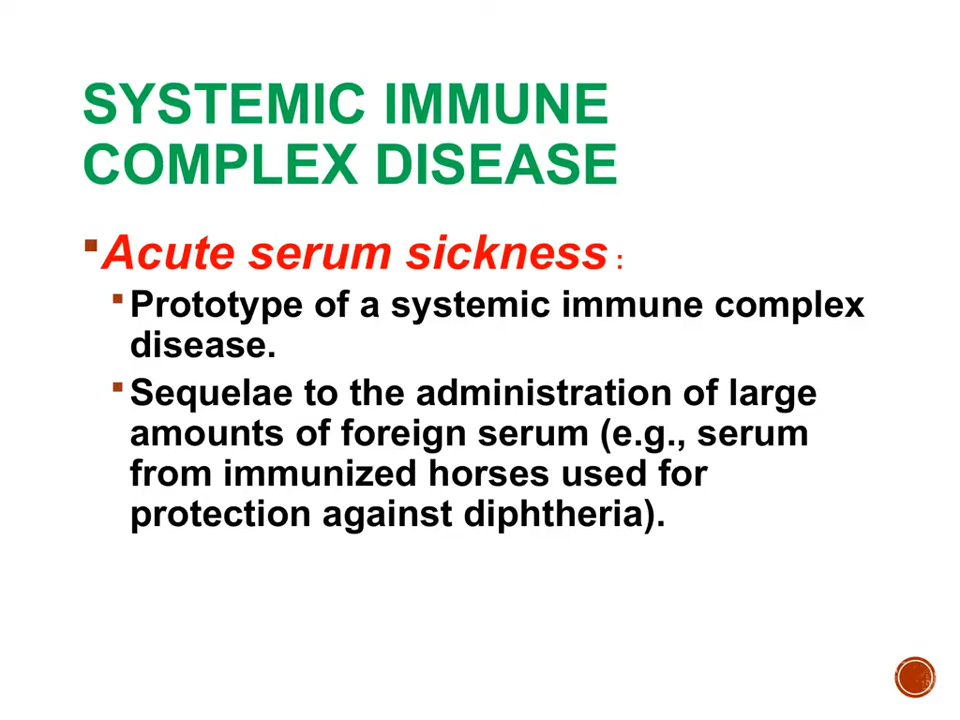 SYSTEMIC IMMUNE
COMPLEX DISEASE
Acute serum sickness :
Prototype of a systemic immune complex
disease.
Sequelae to the administration of large
amounts of foreign serum (e.g., serum
from immunized horses used for
protection against diphtheria).